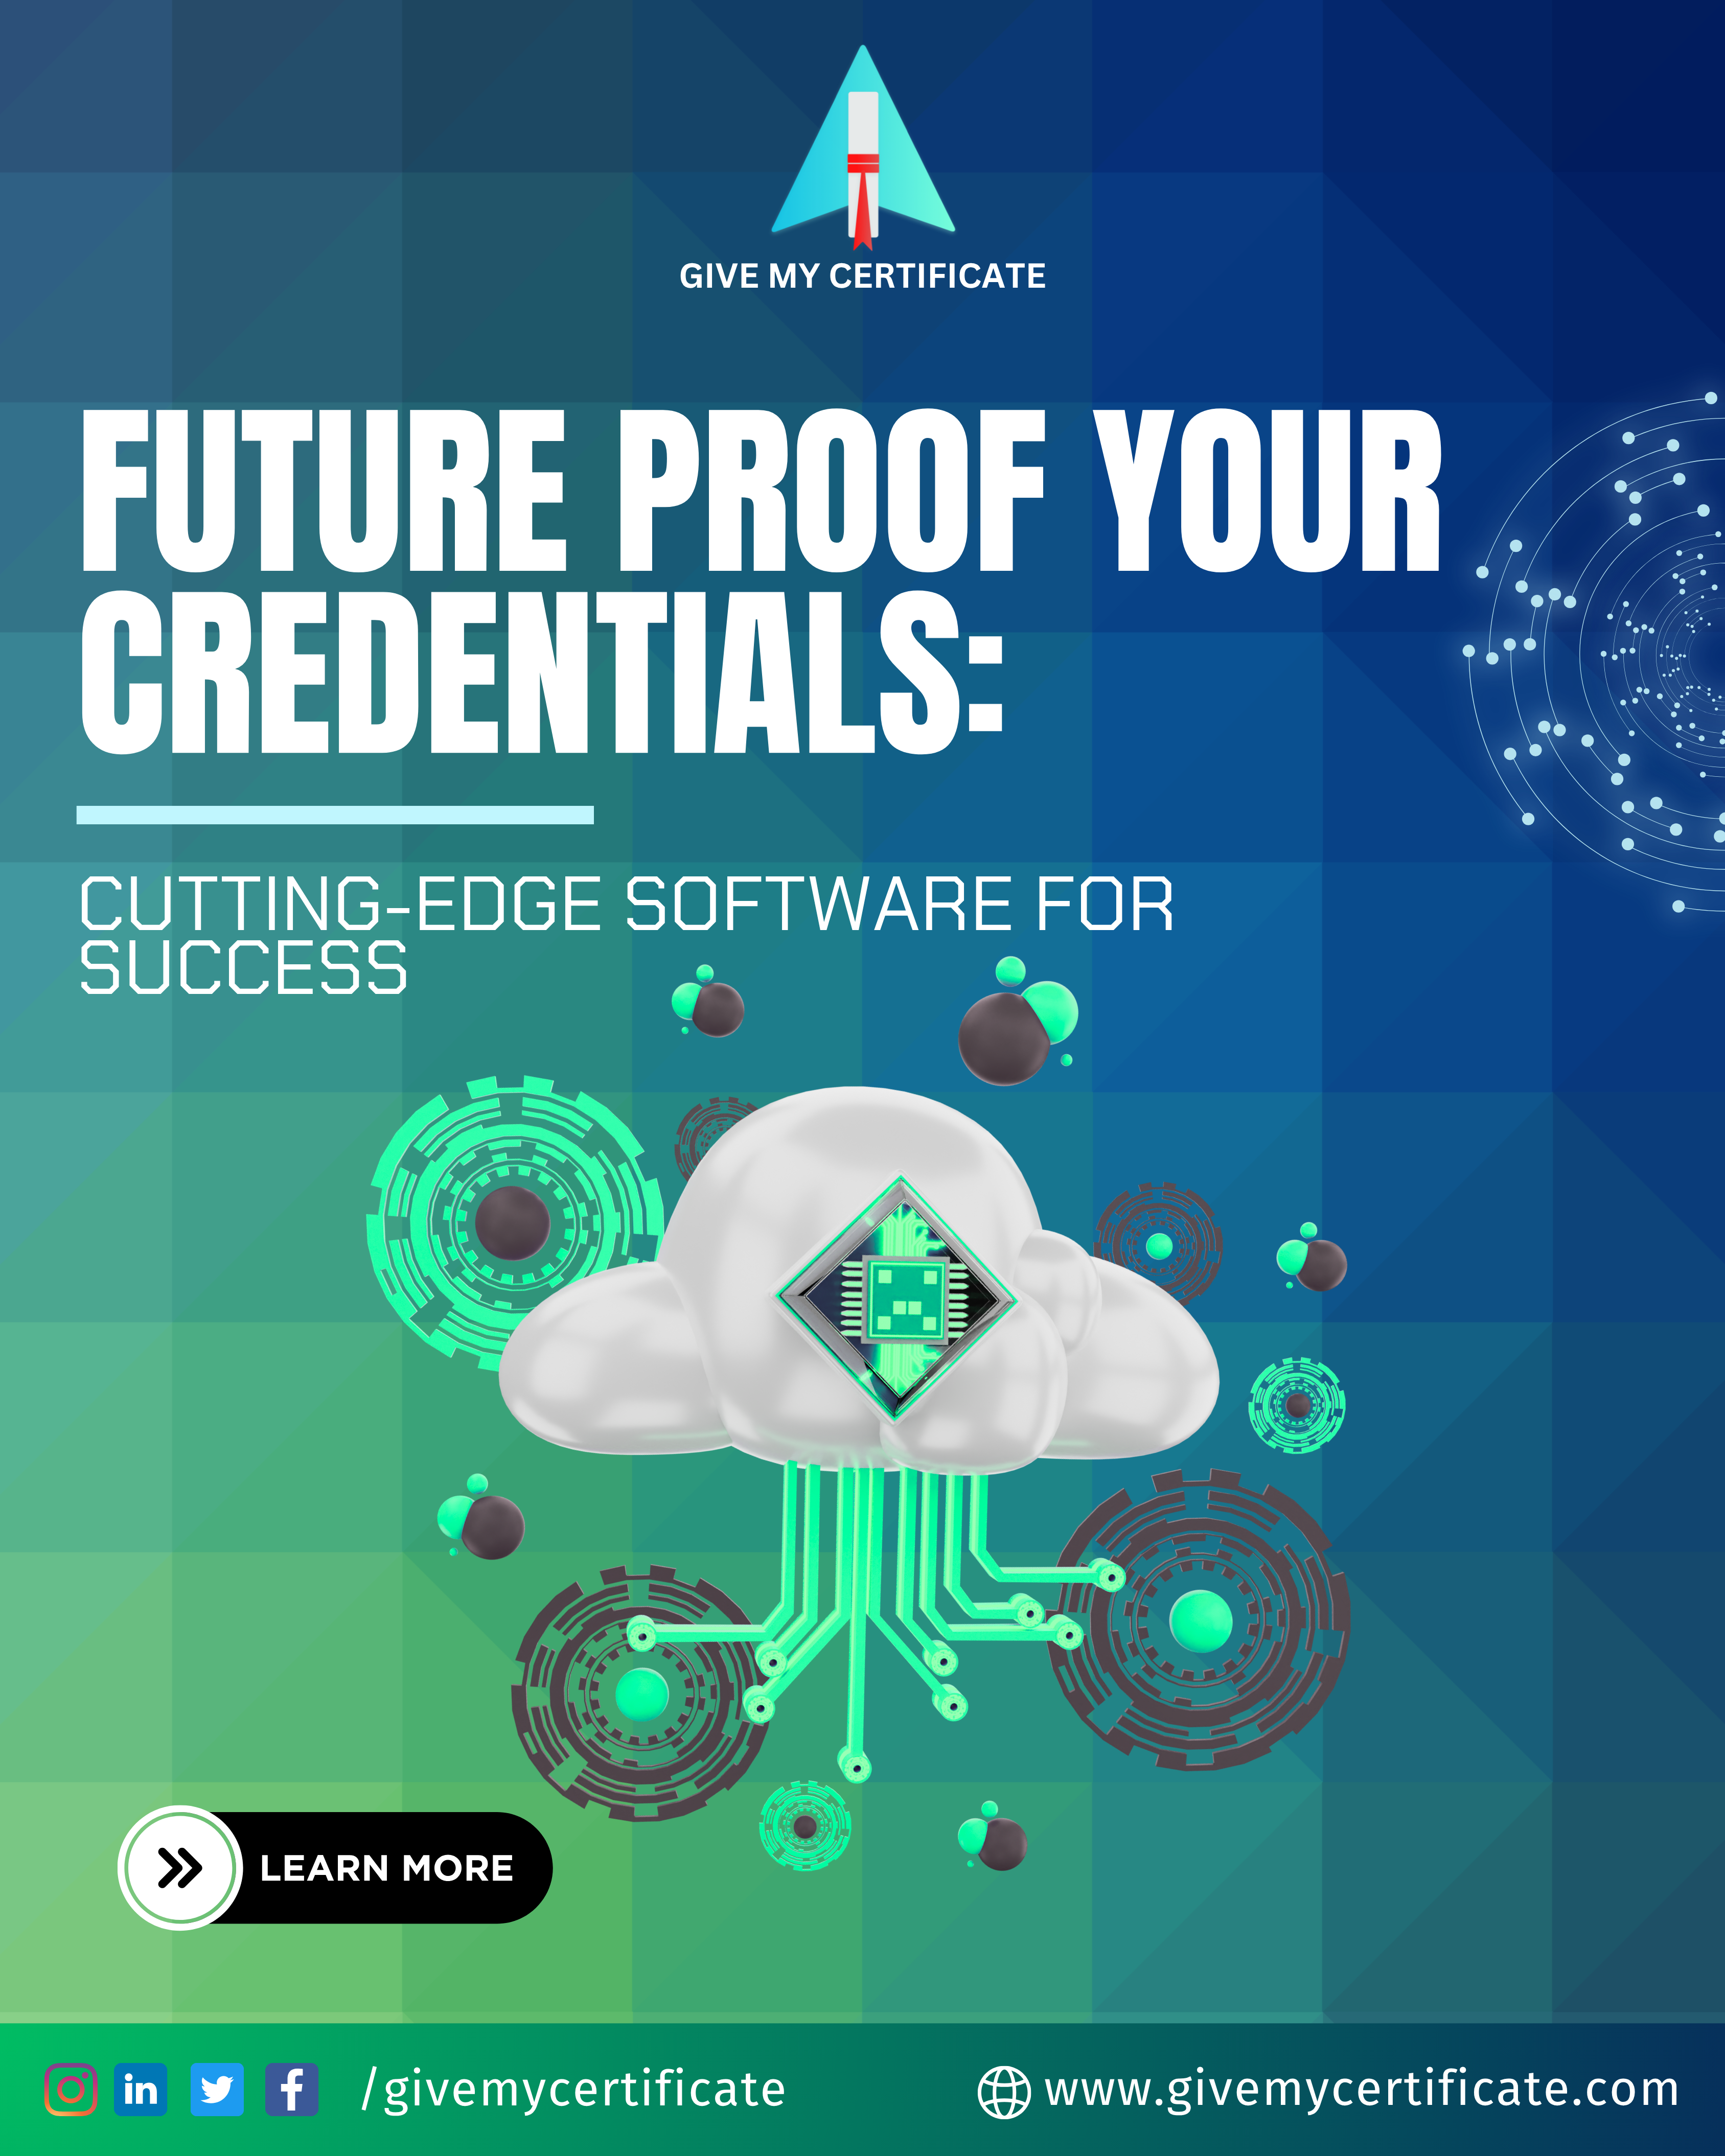 GIVE MY CERTIFICATE
FUTURE PROOF YOUR
CREDENTIALS:
CUTTING-EDGE SOFTWARE FOR
SUCCESS
LEARN MORE
in
/givemycertificate
www.givemycertificate.com